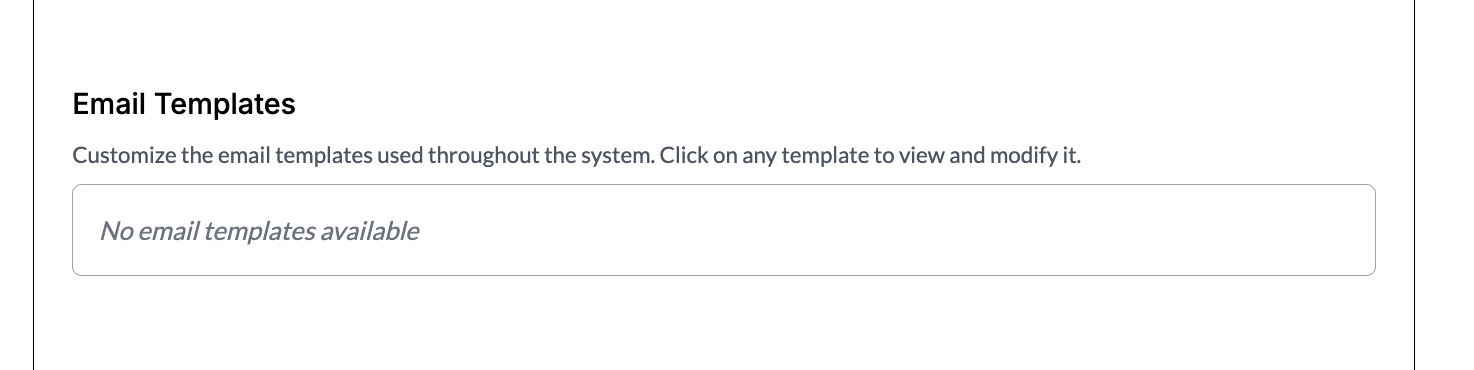 Email Templates
Customize the email templates used throughout the system. Click on any template to view and modify it.
No email templates available